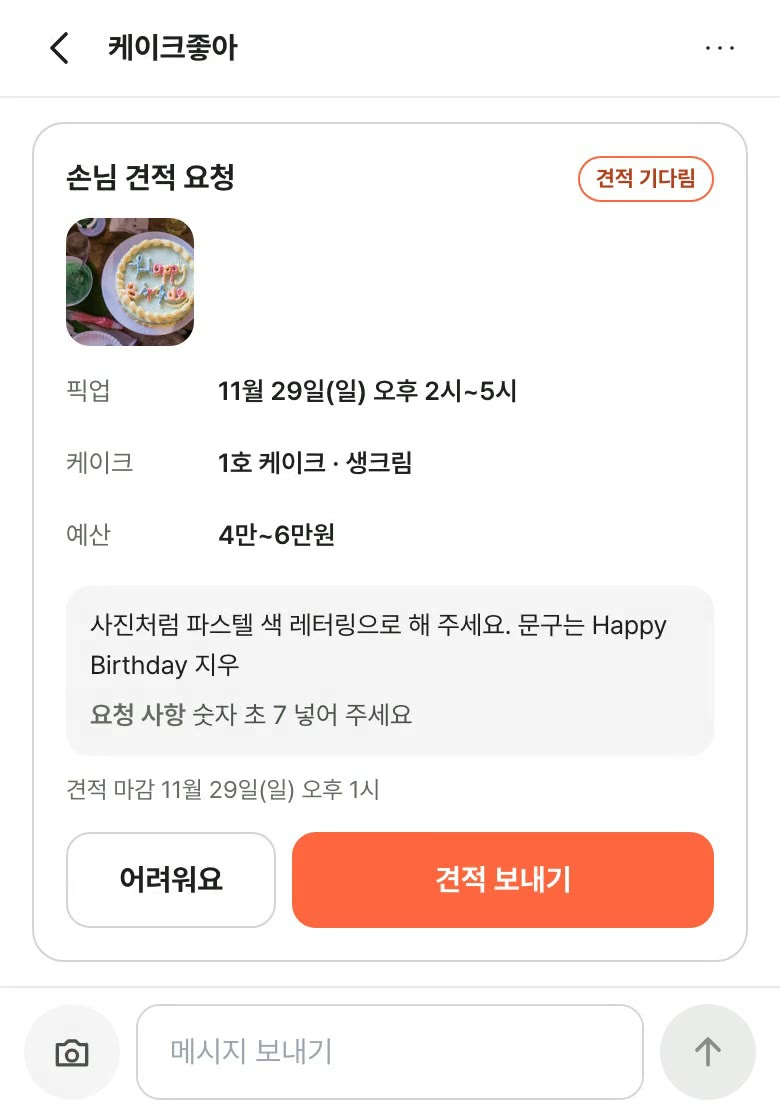 케이크좋아
손님 견적 요청
견적 기다림
Happy
픽업 11월 29일(일) 오후 2시~5시
케이크 1호 케이크 · 생크림
예산 4만~6만원
사진처럼 파스텔 색 레터링으로 해 주세요. 문구는 Happy
Birthday 지우
요청 사항 숫자 초 7 넣어 주세요
견적 마감 11월 29일(일) 오후 1시
어려워요
견적 보내기
메시지 보내기